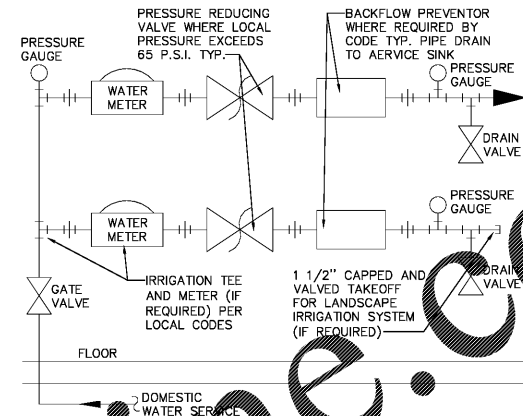 PRESSURE REDUCING
VALVE WHERE LOCAL
PRESSURE EXCEEDS
65 P.S.I. TYP.
BACKFLOW PREVENTOR
WHERE REQUIRED BY
CODE TYP. PIPE DRAIN
TO AERVICE SINK
PRESSURE
GAUGE
PRESSURE
GAUGE
WATER
METER
DRAIN
VALVE
PRESSURE
GAUGE
WATER
METER
DRAIN
VALVE
GATE
VALVE
IRRIGATION TEE
AND METER (IF
REQUIRED) PER
LOCAL CODES
1 1/2" CAPPED AND
VALVED TAKEOFF
FOR LANDSCAPE
IRRIGATION SYSTEM
(IF REQUIRED)
FLOOR
DOMESTIC
WATER SERVICE